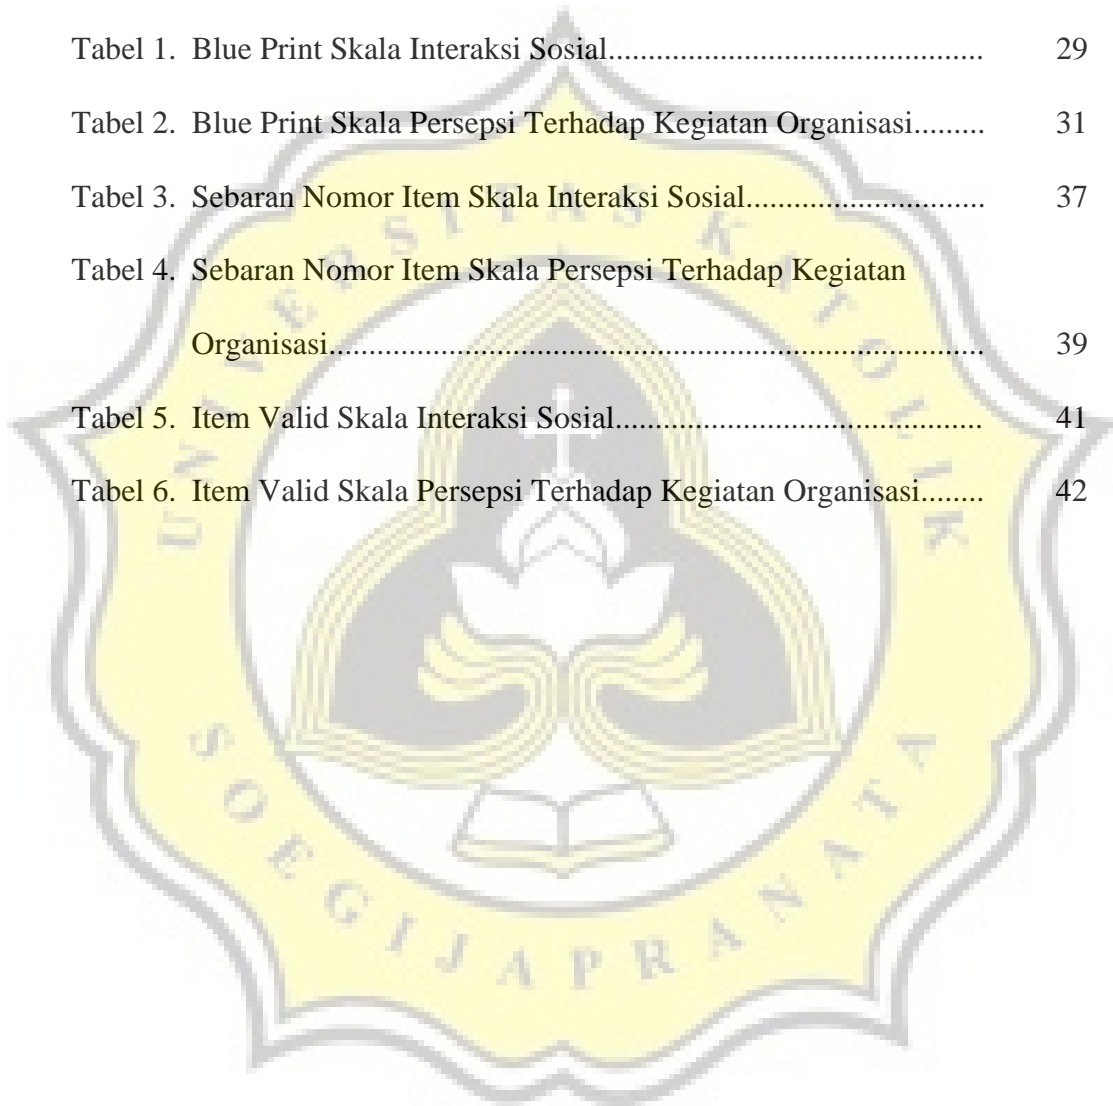 Tabel 1. Blue Print Skala Interaksi Sosial............................................... 29
Tabel 2. Blue Print Skala Persepsi Terhadap Kegiatan Organisasi......... 31
Tabel 3. Sebaran Nomor Item Skala Interaksi Sosial.............................. 37
Tabel 4. Sebaran Nomor Item Skala Persepsi Terhadap Kegiatan
Organisasi.................................................................................. 39
Tabel 5. Item Valid Skala Interaksi Sosial.............................................. 41
Tabel 6. Item Valid Skala Persepsi Terhadap Kegiatan Organisasi........ 42
UNIVERSITAS KATOLIK
SOEGIJAPRANATA